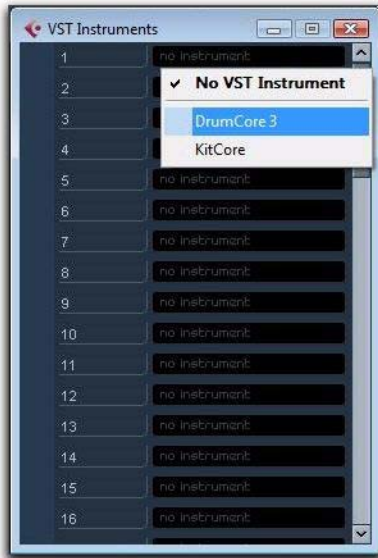 VST Instruments
1 no instrument
✓ No VST Instrument
2
DrumCore 3
3
KitCore
4
5 no instrument
6 no instrument
7 no instrument
8 no instrument
9 no instrument
10 no instrument
11 no instrument
12 no instrument
13 no instrument
14 no instrument
15 no instrument
16 no instrument